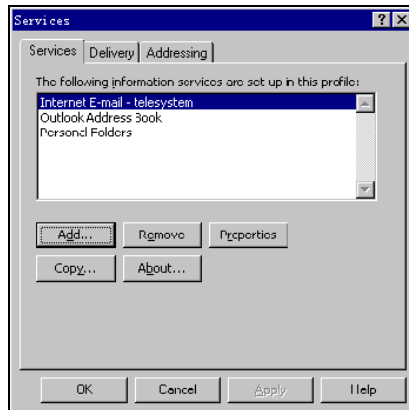 Services
Services Delivery Addressing
The following information services are set up in this profile:
Internet E-mail - telesystem
Outlook Address Book
Personal Folders
Add... Remove Properties
Copy... About...
OK Cancel Apply Help